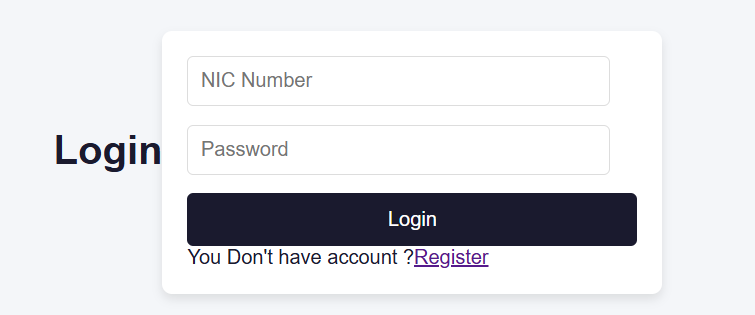 Login
NIC Number
Password
Login
You Don't have account ?Register